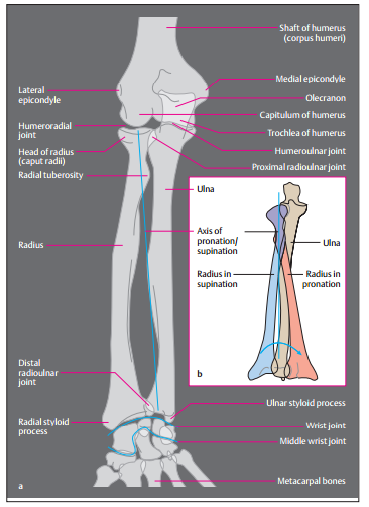 Shaft of humerus
(corpus humeri)
Medial epicondyle
Lateral
epicondyle
Olecranon
Capitulum of humerus
Humeroradial
joint
Trochlea of humerus
Head of radius
(caput radii)
Humeroulnar joint
Proximal radioulnar joint
Radial tuberosity
Ulna
Axis of
pronation/
supination
Ulna
Radius
Radius in
supination
Radius in
pronation
b
Distal
radioulnar
joint
Ulnar styloid process
Radial styloid
process
Wrist joint
Middle wrist joint
a
Metacarpal bones